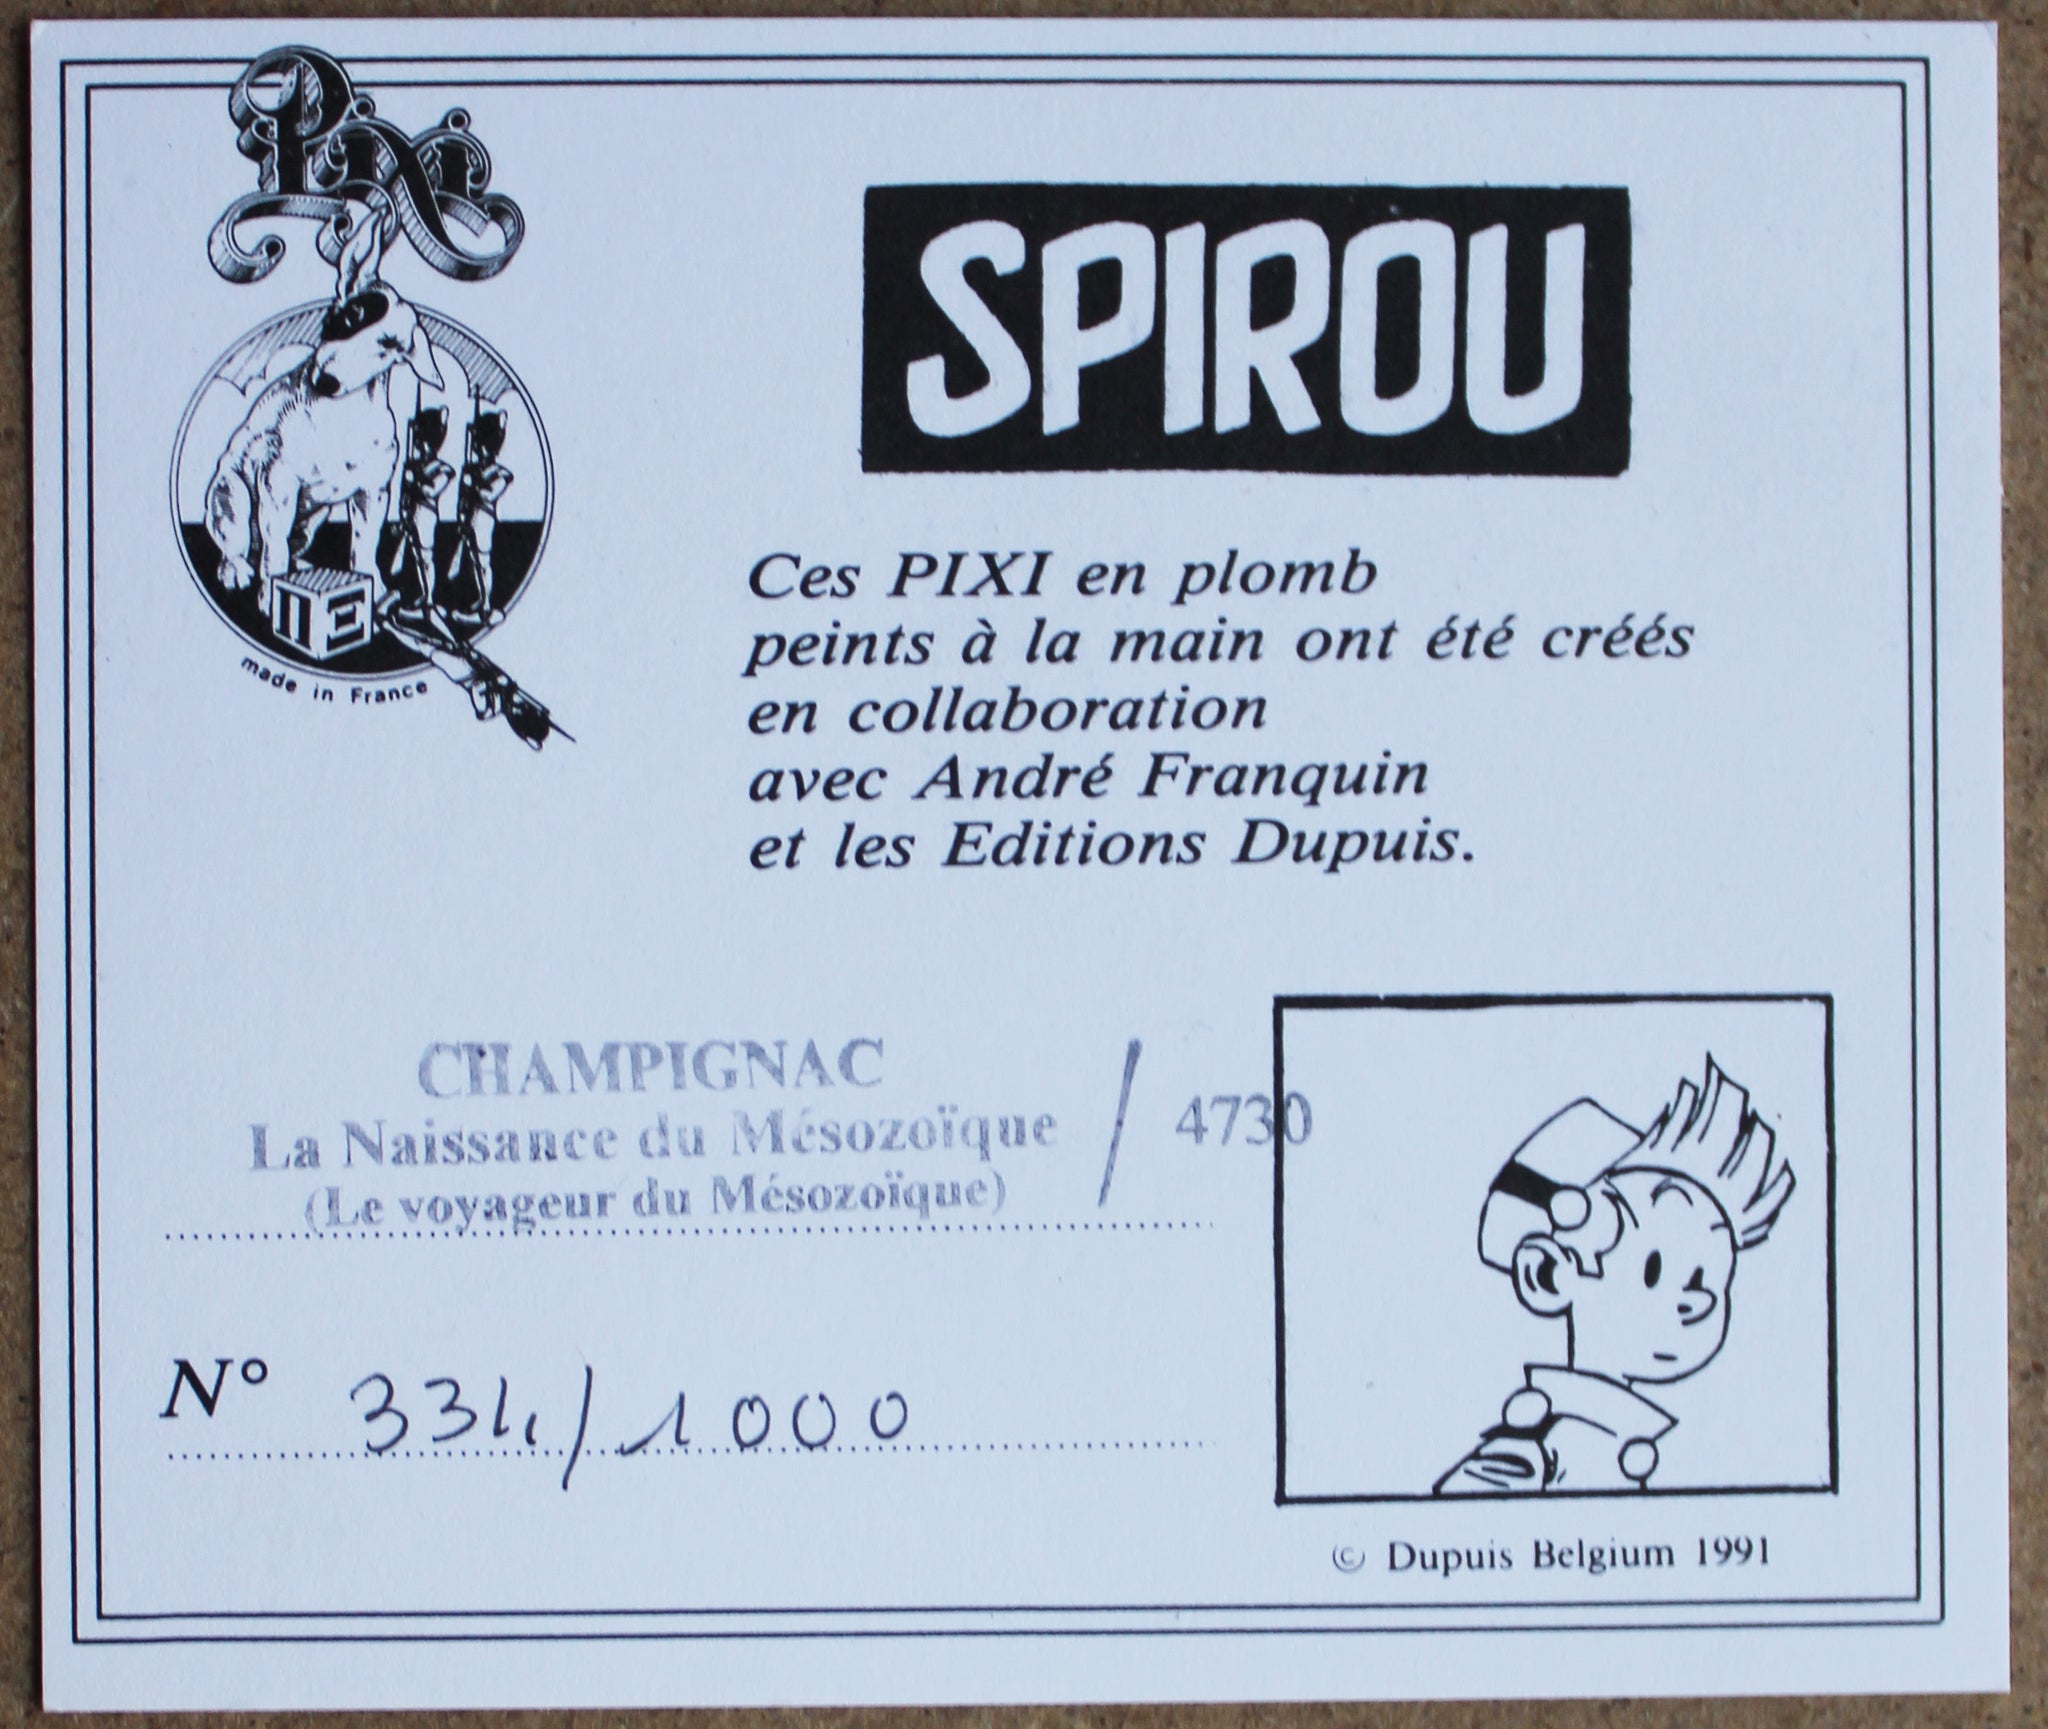 Pixi
made in France
SPIROU
Ces PIXI en plomb
peints à la main ont été créés
en collaboration
avec André Franquin
et les Editions Dupuis.
CHAMPIGNAC
La Naissance du Mésozoïque / 4730
(Le voyageur du Mésozoïque)
N° 334/1000
© Dupuis Belgium 1991